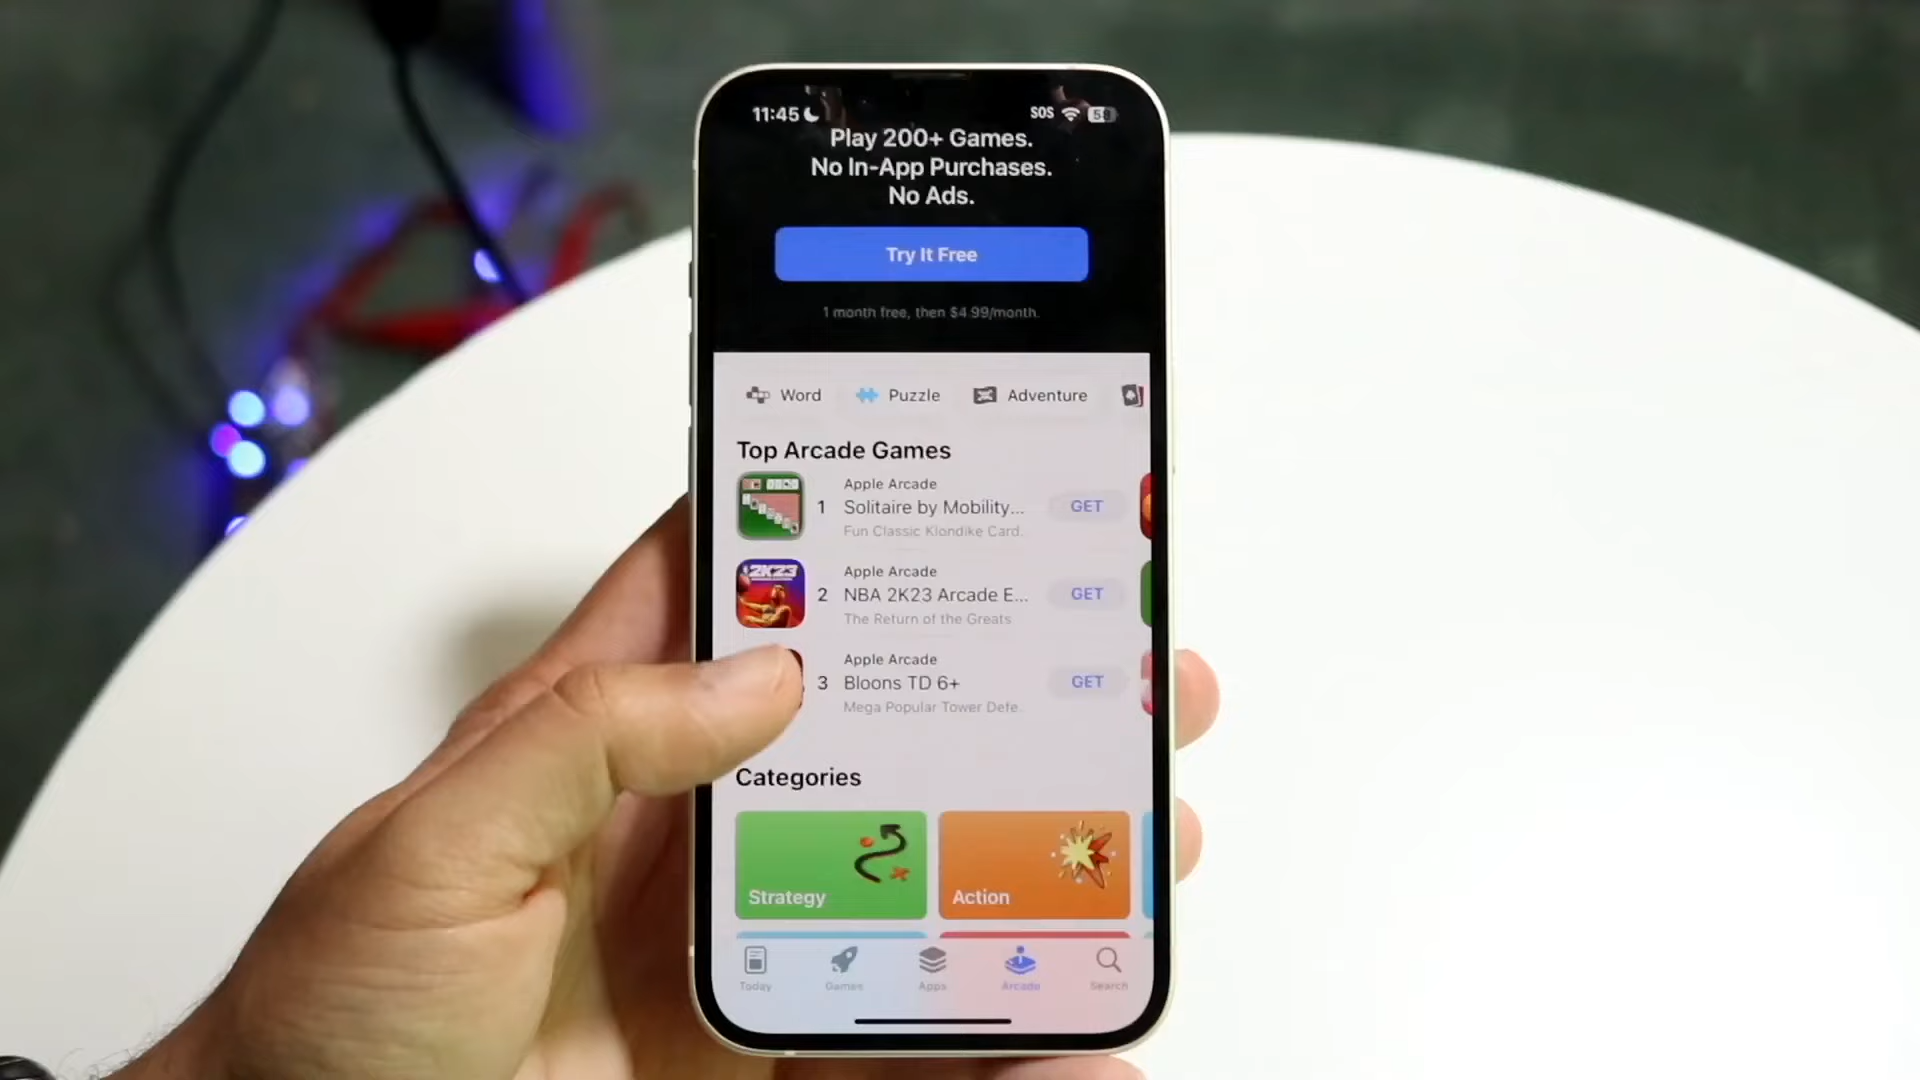 11:45
SOS
58
Play 200+ Games.
No In-App Purchases.
No Ads.
Try It Free
1 month free, then $4.99/month.
Word
Puzzle
Adventure
Top Arcade Games
Apple Arcade
1 Solitaire by Mobility... GET
Fun Classic Klondike Card.
2K23
Apple Arcade
2 NBA 2K23 Arcade E... GET
The Return of the Greats
Apple Arcade
3 Bloons TD 6+ GET
Mega Popular Tower Defe.
Categories
Strategy
Action
Today
Games
Apps
Arcade
Search